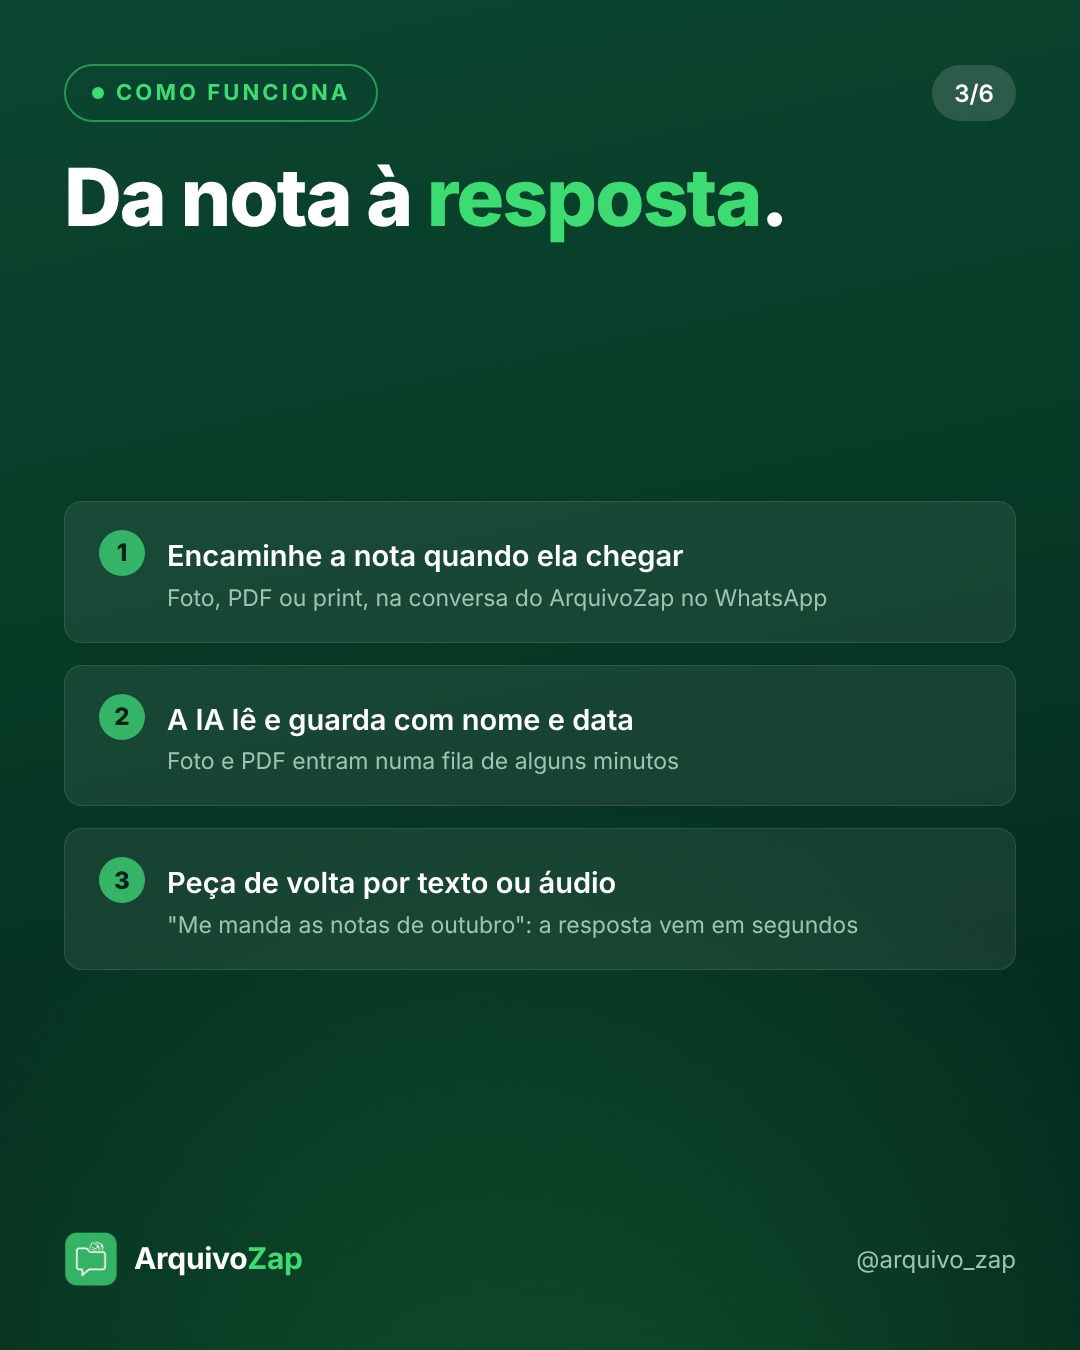 COMO FUNCIONA
3/6
Da nota à resposta.
1
Encaminhe a nota quando ela chegar
Foto, PDF ou print, na conversa do ArquivoZap no WhatsApp
2
A IA lê e guarda com nome e data
Foto e PDF entram numa fila de alguns minutos
3
Peça de volta por texto ou áudio
"Me manda as notas de outubro": a resposta vem em segundos
ArquivoZap
@arquivo_zap